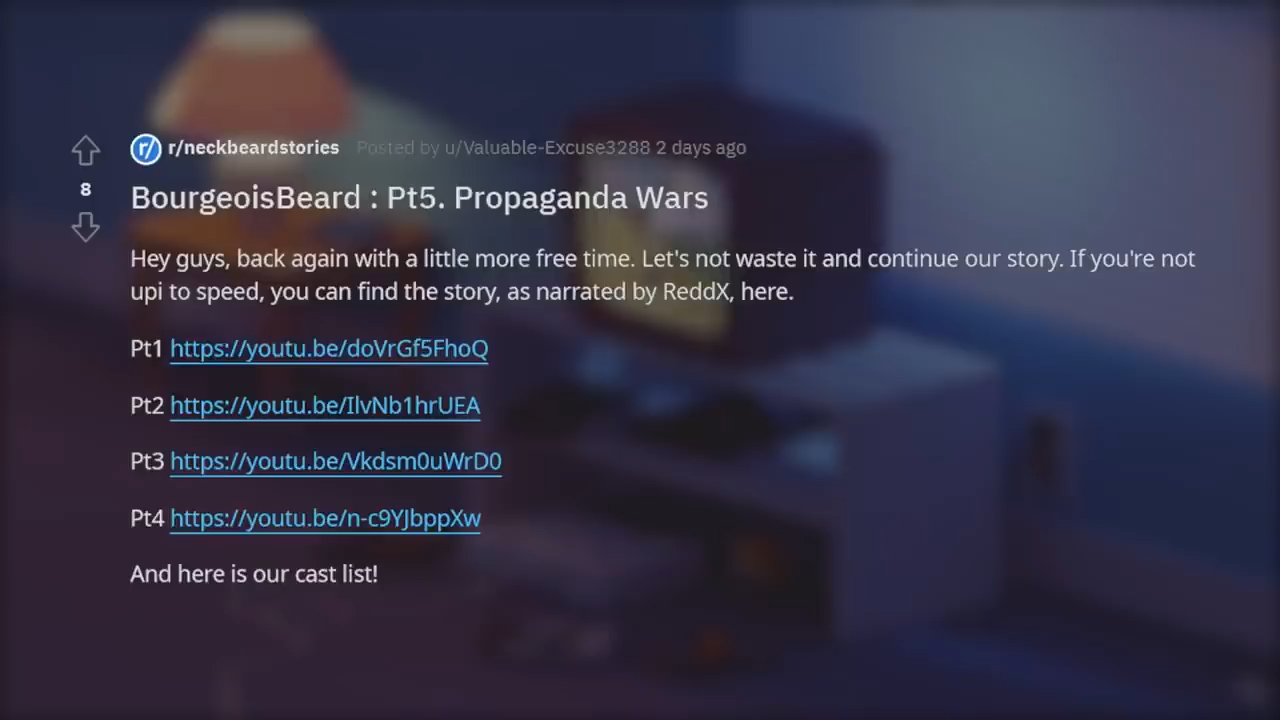 r/neckbeardstories Posted by u/Valuable-Excuse3288 2 days ago
8
BourgeoisBeard : Pt5. Propaganda Wars
Hey guys, back again with a little more free time. Let's not waste it and continue our story. If you're not
upi to speed, you can find the story, as narrated by ReddX, here.
Pt1 https://youtu.be/doVrGf5FhoQ
Pt2 https://youtu.be/IlvNb1hrUEA
Pt3 https://youtu.be/Vkdsm0uWrD0
Pt4 https://youtu.be/n-c9YJbppXw
And here is our cast list!